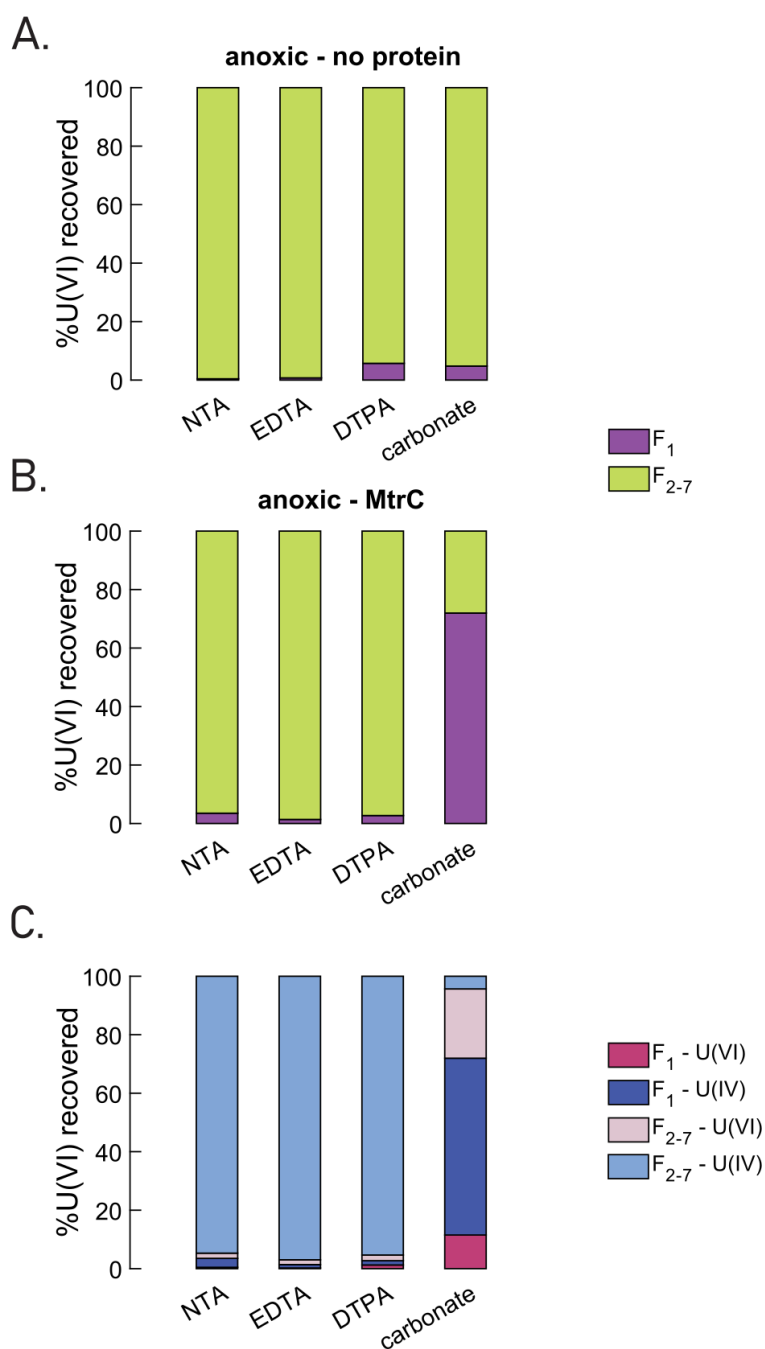 A.
anoxic - no protein
%U(VI) recovered
100
80
60
40
20
0
NTA
EDTA
DTPA
carbonate
F1
F2-7
B.
anoxic - MtrC
%U(VI) recovered
100
80
60
40
20
0
NTA
EDTA
DTPA
carbonate
C.
%U(VI) recovered
100
80
60
40
20
0
NTA
EDTA
DTPA
carbonate
F1 - U(VI)
F1 - U(IV)
F2-7 - U(VI)
F2-7 - U(IV)